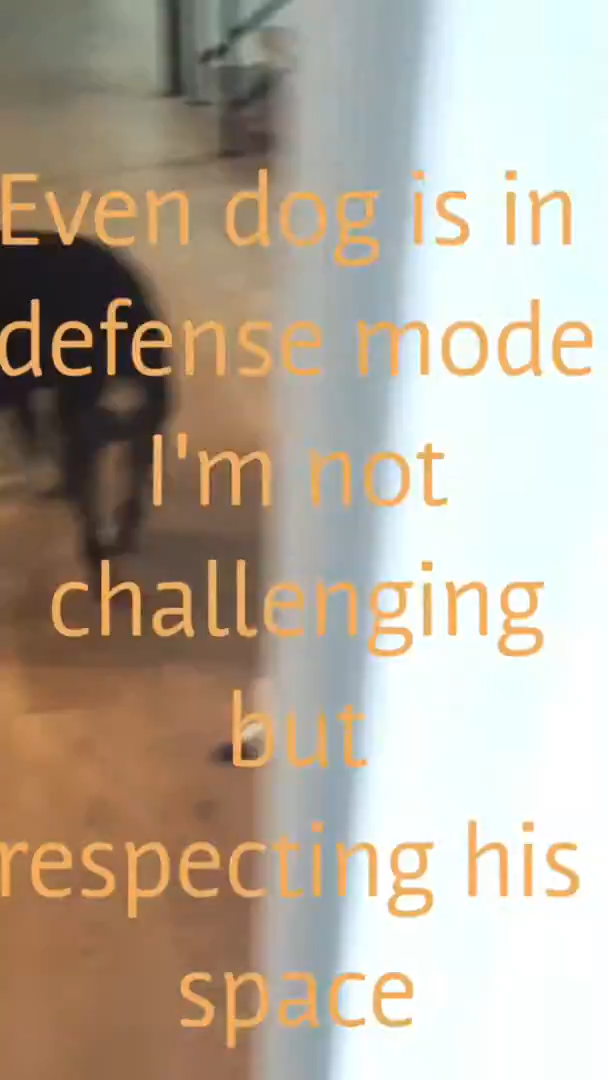 Even dog is in
defense mode
I'm not
challenging
but
respecting his
space